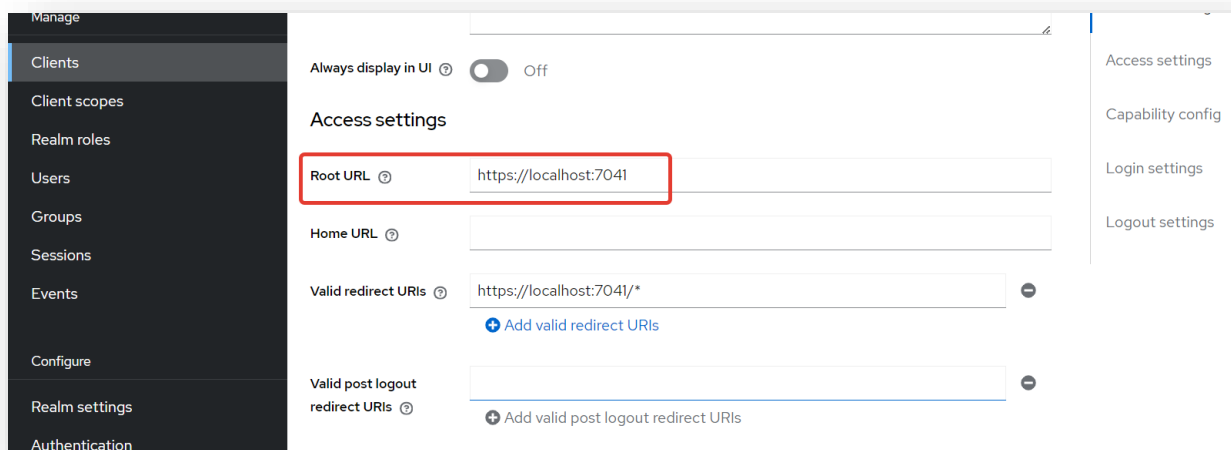 Manage
Clients
Client scopes
Realm roles
Users
Groups
Sessions
Events
Configure
Realm settings
Authentication
Always display in UI
Off
Access settings
Root URL
https://localhost:7041
Home URL
Valid redirect URIs
https://localhost:7041/*
Add valid redirect URIs
Valid post logout
redirect URIs
Add valid post logout redirect URIs
Access settings
Capability config
Login settings
Logout settings